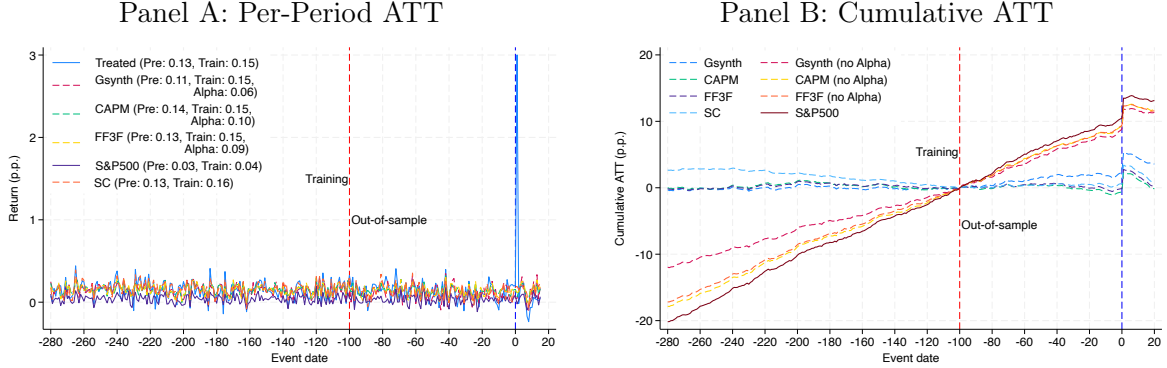 Panel A: Per-Period ATT
3
2
1
0
Return (p.p.)
Treated (Pre: 0.13, Train: 0.15)
Gsynth (Pre: 0.11, Train: 0.15,
Alpha: 0.06)
CAPM (Pre: 0.14, Train: 0.15,
Alpha: 0.10)
FF3F (Pre: 0.13, Train: 0.15,
Alpha: 0.09)
S&P500 (Pre: 0.03, Train: 0.04)
SC (Pre: 0.13, Train: 0.16)
Training
Out-of-sample
-280 -260 -240 -220 -200 -180 -160 -140 -120 -100 -80 -60 -40 -20 0 20
Event date
Panel B: Cumulative ATT
20
10
0
-10
-20
Cumulative ATT (p.p.)
Gsynth Gsynth (no Alpha)
CAPM CAPM (no Alpha)
FF3F FF3F (no Alpha)
SC S&P500
Training
Out-of-sample
-280 -260 -240 -220 -200 -180 -160 -140 -120 -100 -80 -60 -40 -20 0 20
Event date